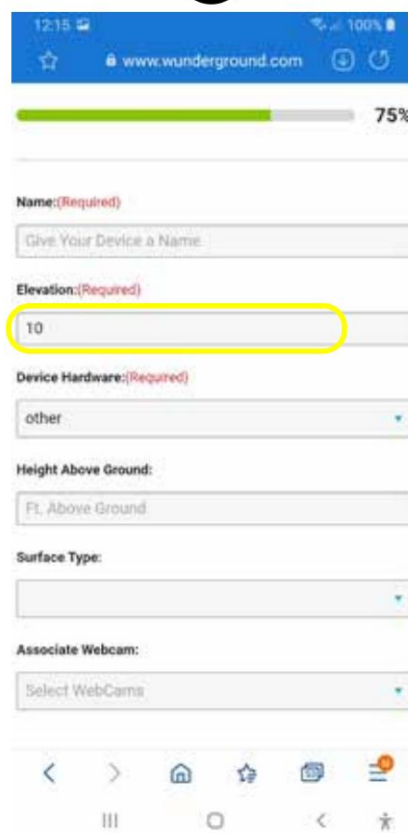 12:15 100%
www.wunderground.com
75%
Name:(Required)
Give Your Device a Name
Elevation:(Required)
10
Device Hardware:(Required)
other
Height Above Ground:
Ft. Above Ground
Surface Type:
Associate Webcam:
Select WebCams